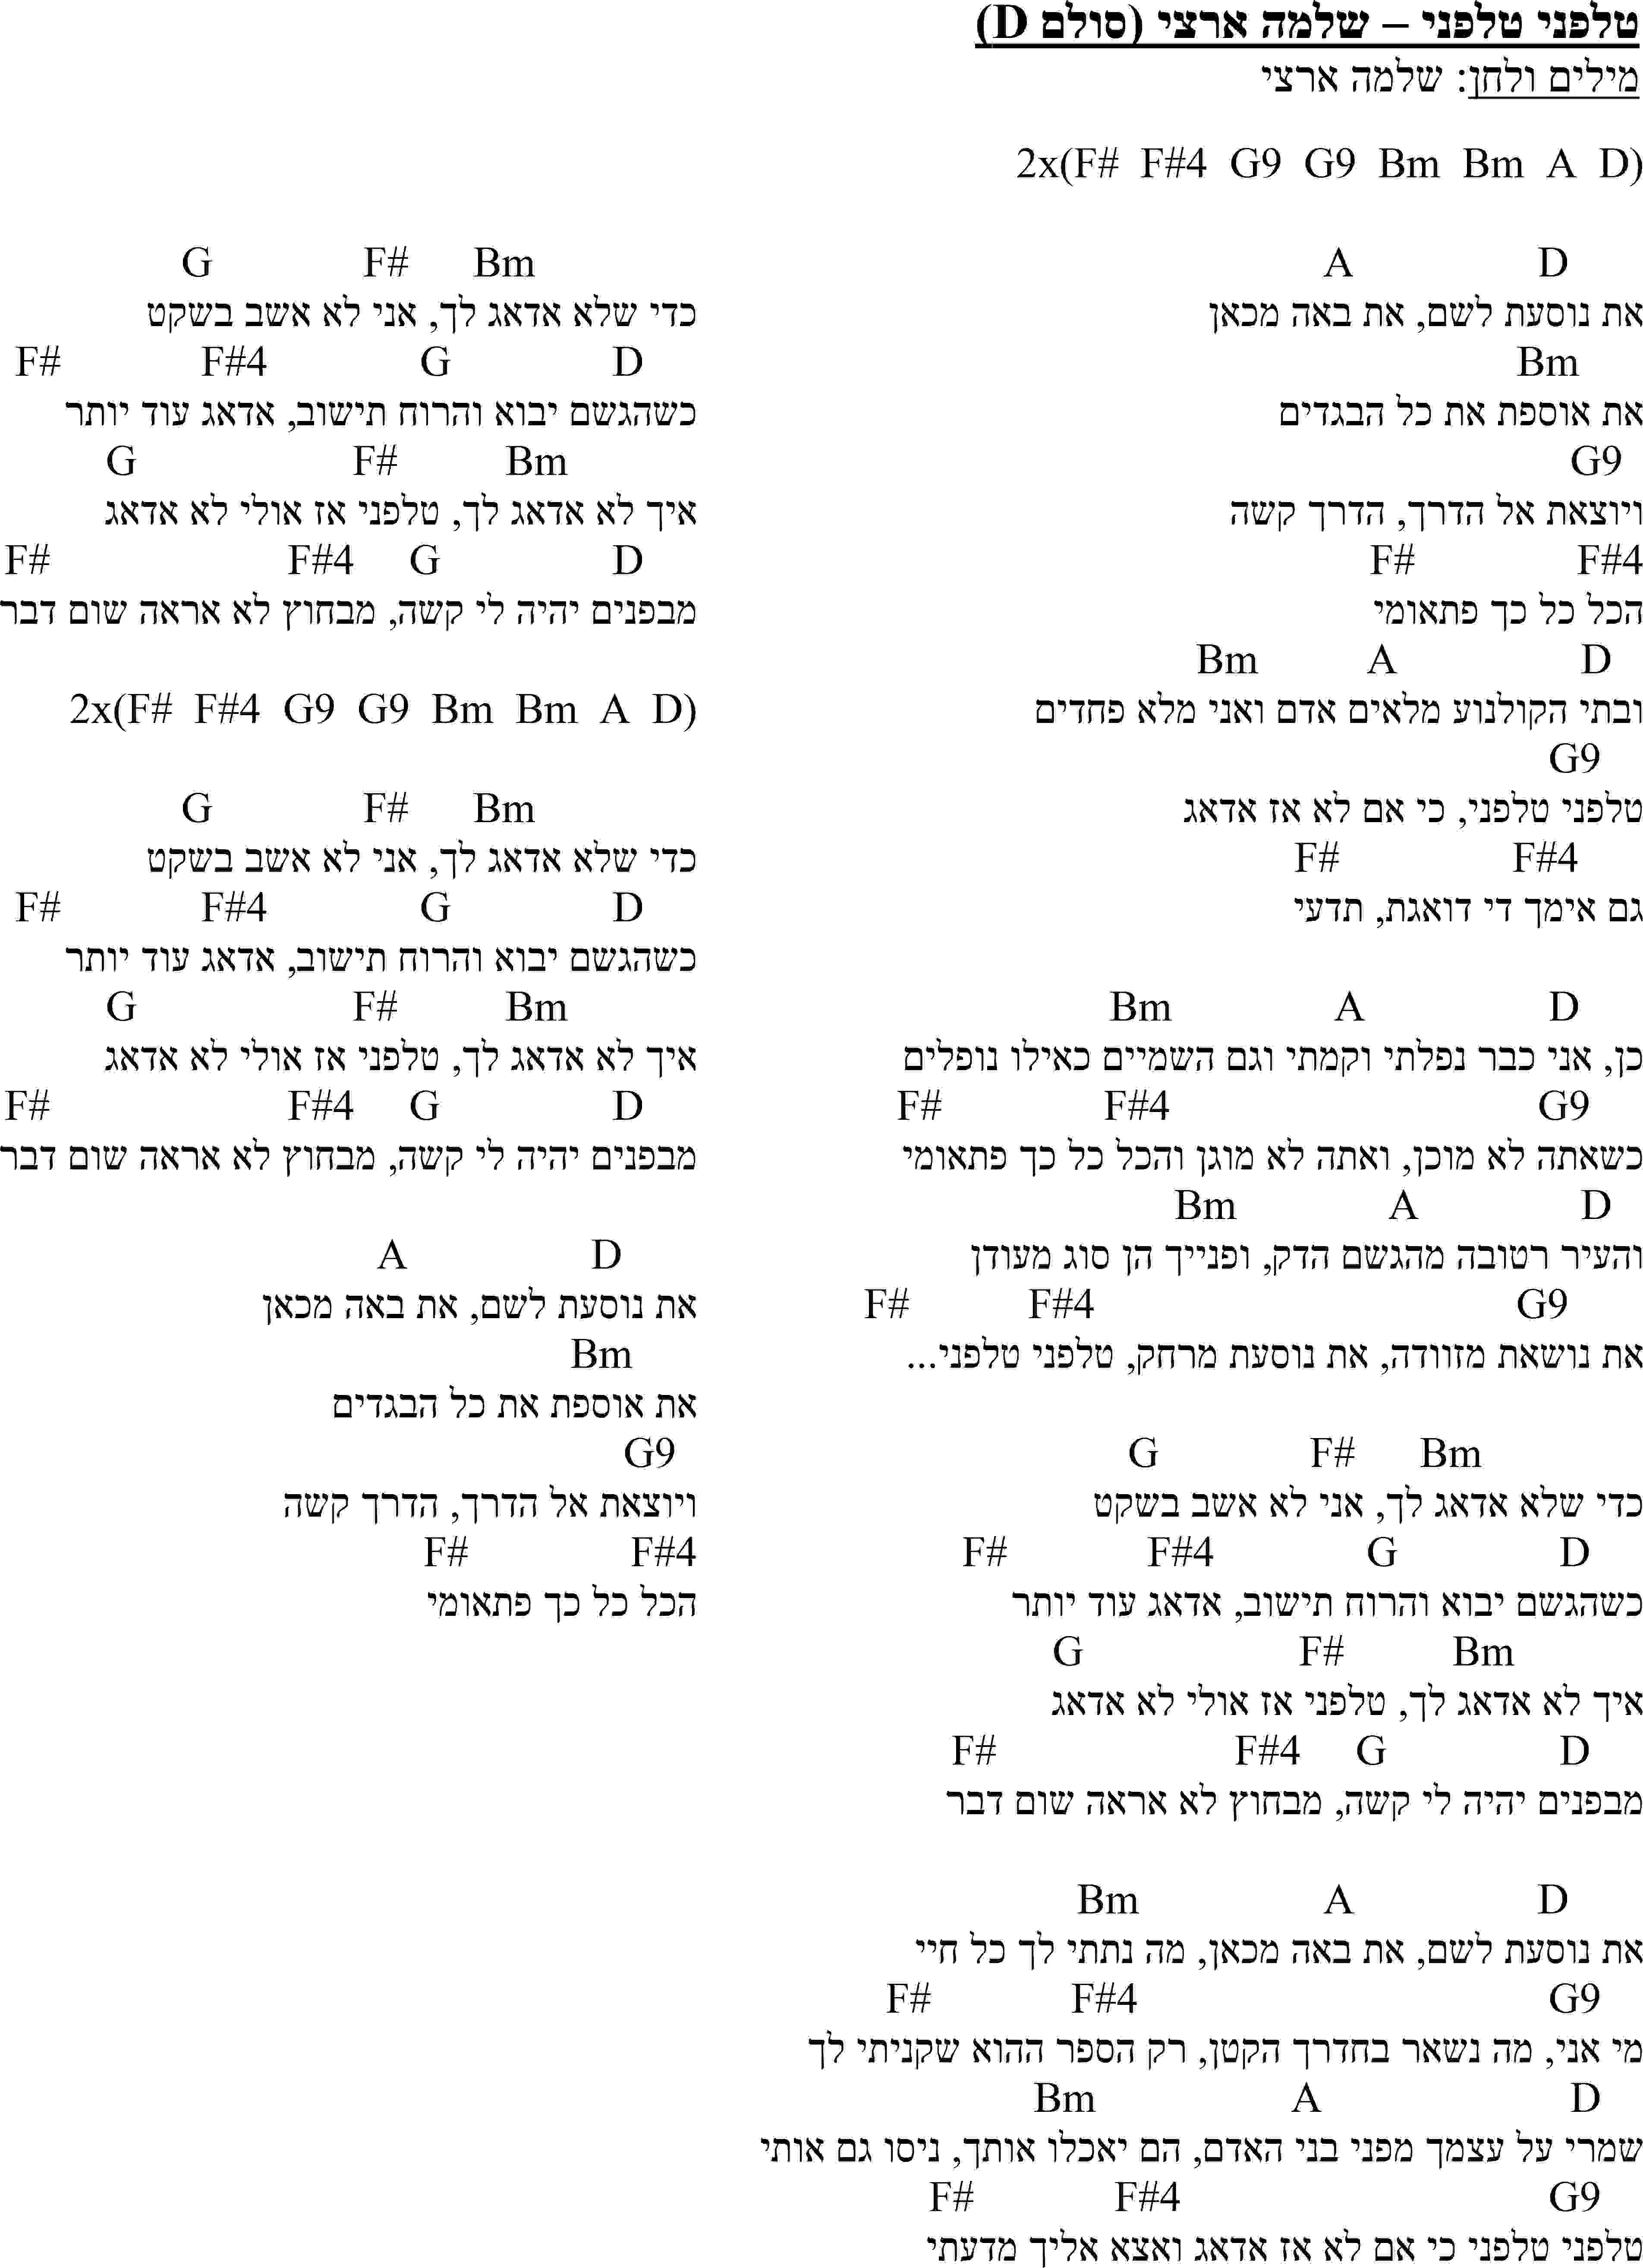 טלפני טלפני – שלמה ארצי (סולם D)
מילים ולחן: שלמה ארצי
2x(F# F#4 G9 G9 Bm Bm A D)
A D
את נוסעת לשם, את באה מכאן
Bm
את אוספת את כל הבגדים
G9
ויוצאת אל הדרך, הדרך קשה
F# F#4
הכל כל כך פתאומי
Bm A D
ובתי הקולנוע מלאים אדם ואני מלא פחדים
G9
טלפני טלפני, כי אם לא אז אדאג
F# F#4
גם אימך די דואגת, תדעי
Bm A D
כן, אני כבר נפלתי וקמתי וגם השמיים כאילו נופלים
F# F#4 G9
כשאתה לא מוכן, ואתה לא מוגן והכל כל כך פתאומי
Bm A D
והעיר רטובה מהגשם הדק, ופנייך הן סוג מעודן
F# F#4 G9
את נושאת מזוודה, את נוסעת מרחק, טלפני טלפני...
G F# Bm
כדי שלא אדאג לך, אני לא אשב בשקט
F# F#4 G D
כשהגשם יבוא והרוח תישוב, אדאג עוד יותר
G F# Bm
איך לא אדאג לך, טלפני אז אולי לא אדאג
F# F#4 G D
מבפנים יהיה לי קשה, מבחוץ לא אראה שום דבר
Bm A D
את נוסעת לשם, את באה מכאן, מה נתתי לך כל חיי
F# F#4 G9
מי אני, מה נשאר בחדרך הקטן, רק הספר ההוא שקניתי לך
Bm A D
שמרי על עצמך מפני בני האדם, הם יאכלו אותך, ניסו גם אותי
F# F#4 G9
טלפני טלפני כי אם לא אז אדאג ואצא אליך מדעתי
G F# Bm
כדי שלא אדאג לך, אני לא אשב בשקט
F# F#4 G D
כשהגשם יבוא והרוח תישוב, אדאג עוד יותר
G F# Bm
איך לא אדאג לך, טלפני אז אולי לא אדאג
F# F#4 G D
מבפנים יהיה לי קשה, מבחוץ לא אראה שום דבר
2x(F# F#4 G9 G9 Bm Bm A D)
G F# Bm
כדי שלא אדאג לך, אני לא אשב בשקט
F# F#4 G D
כשהגשם יבוא והרוח תישוב, אדאג עוד יותר
G F# Bm
איך לא אדאג לך, טלפני אז אולי לא אדאג
F# F#4 G D
מבפנים יהיה לי קשה, מבחוץ לא אראה שום דבר
A D
את נוסעת לשם, את באה מכאן
Bm
את אוספת את כל הבגדים
G9
ויוצאת אל הדרך, הדרך קשה
F# F#4
הכל כל כך פתאומי